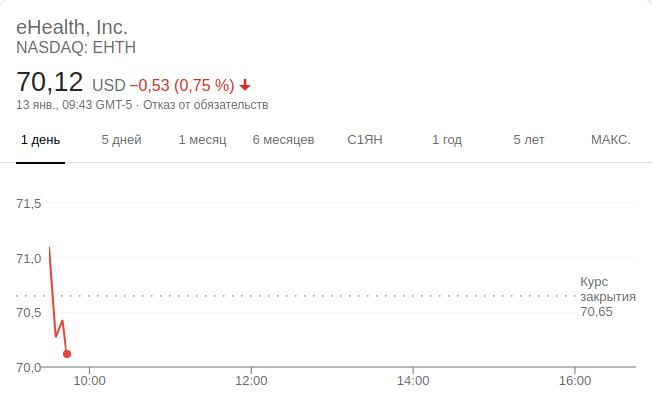 eHealth, Inc.
NASDAQ: EHTH
70,12 USD −0,53 (0,75 %)
13 янв., 09:43 GMT-5 · Отказ от обязательств
1 день 5 дней 1 месяц 6 месяцев С1ЯН 1 год 5 лет МАКС.
71,5
71,0
Курс
закрытия
70,65
70,5
70,0
10:00 12:00 14:00 16:00